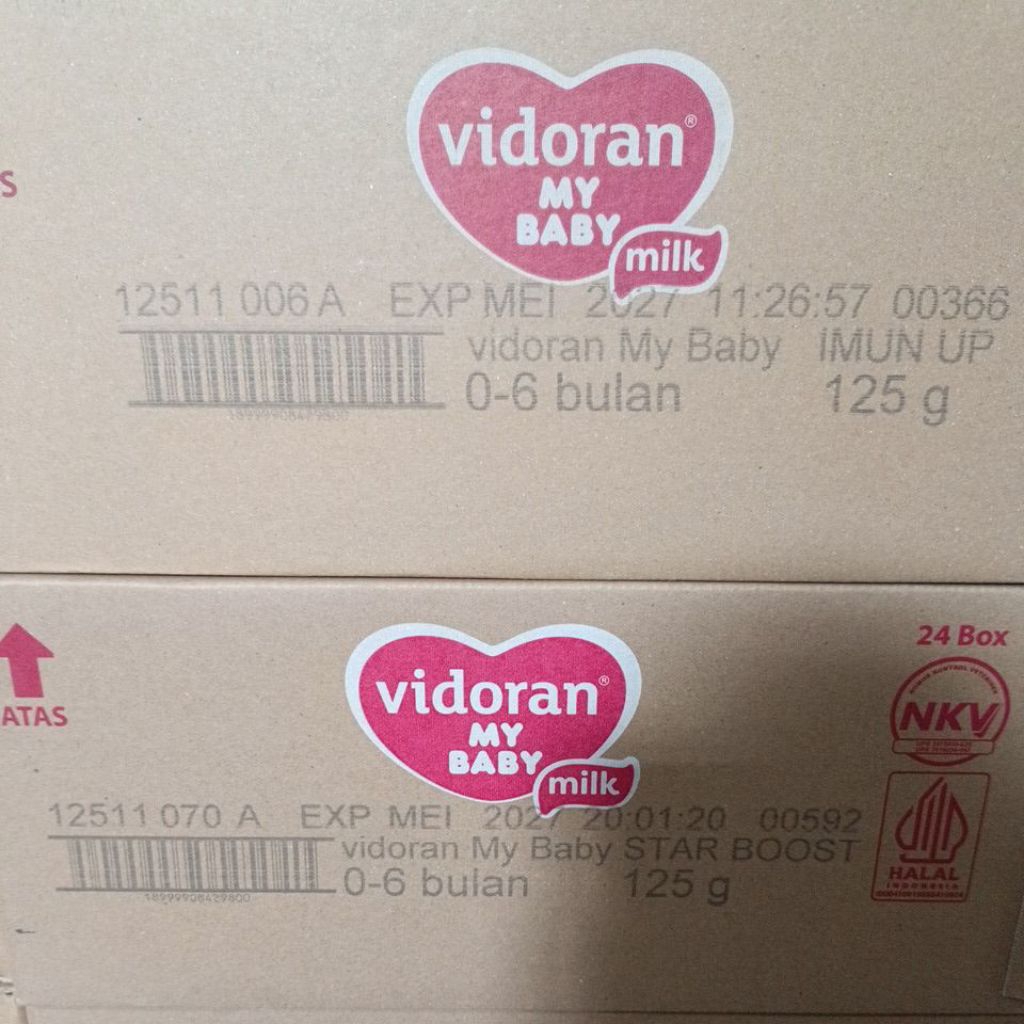 S
vidoran®
MY
BABY
milk
12511 006 A EXP MEI 2027 11:26:57 00366
vidoran My Baby IMUN UP
0-6 bulan 125 g
ATAS
24 Box
vidoran®
MY
BABY
milk
NKV
12511 070 A EXP MEI 2027 20:01:20 00592
vidoran My Baby STAR BOOST
0-6 bulan 125 g
18999908429800
HALAL
INDONESIA